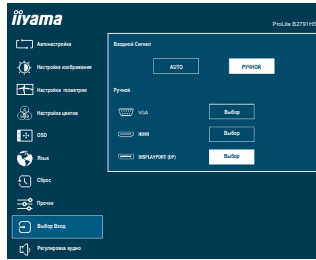 iiyama
ProLite B2791HS
Автонастройка
Входной Сигнал
Настройка изображения
AUTO
РУЧНОЙ
Настройка геометрии
Ручной
Настройка цветов
VGA
Выбор
OSD
HDMI
Выбор
Язык
DISPLAYPORT (DP)
Выбор
Сброс
Прочее
Выбор Вход
Регулировка аудио